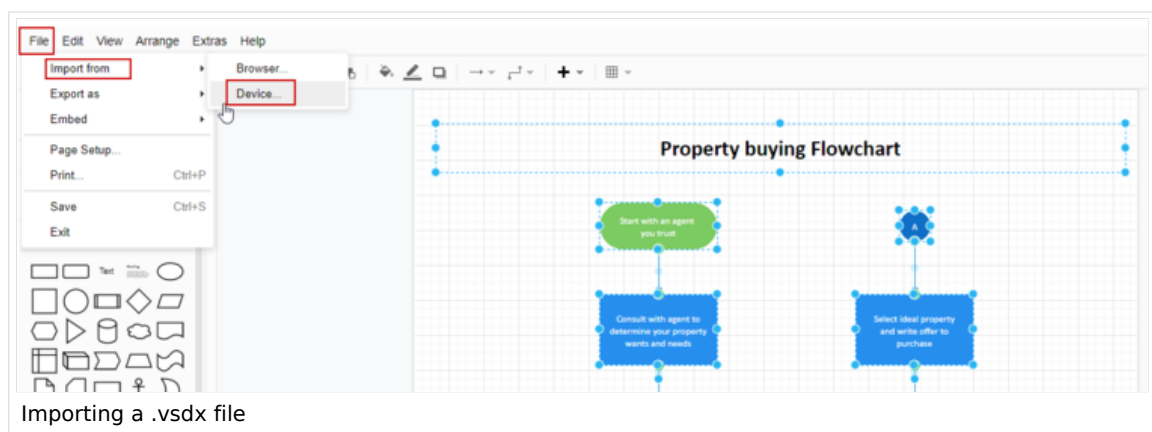 File Edit View Arrange Extras Help
Import from
Browser...
Export as
Device...
Embed
Page Setup...
Print... Ctrl+P
Save Ctrl+S
Exit
Text
Property buying Flowchart
Start with an agent
you trust
A
Consult with agent to
determine your property
wants and needs
Select ideal property
and write offer to
purchase
Importing a .vsdx file